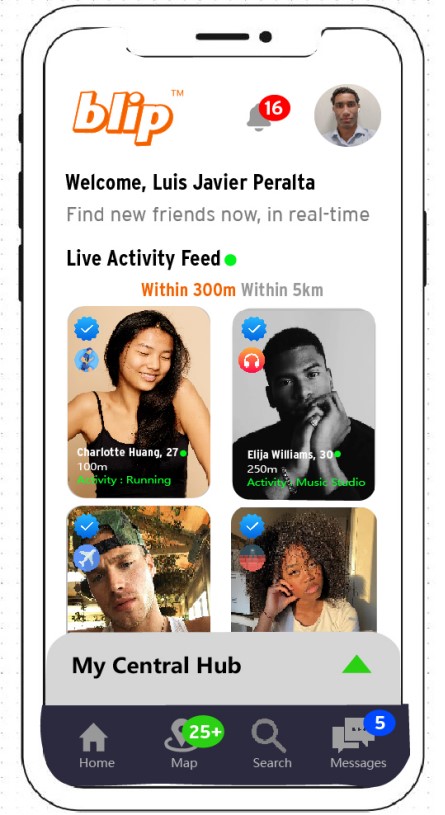 blip™
16
Welcome, Luis Javier Peralta
Find new friends now, in real-time
Live Activity Feed
Within 300m Within 5km
Charlotte Huang, 27
100m
Activity : Running
Elija Williams, 30
250m
Activity : Music Studio
My Central Hub
25+
5
Home
Map
Search
Messages